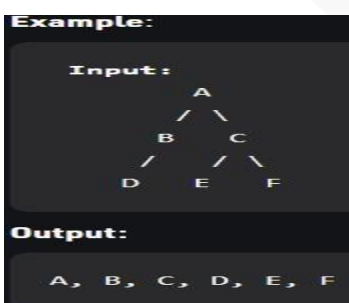 Example:
Input:
A
/ \
B C
/ / \
D E F
Output:
A, B, C, D, E, F